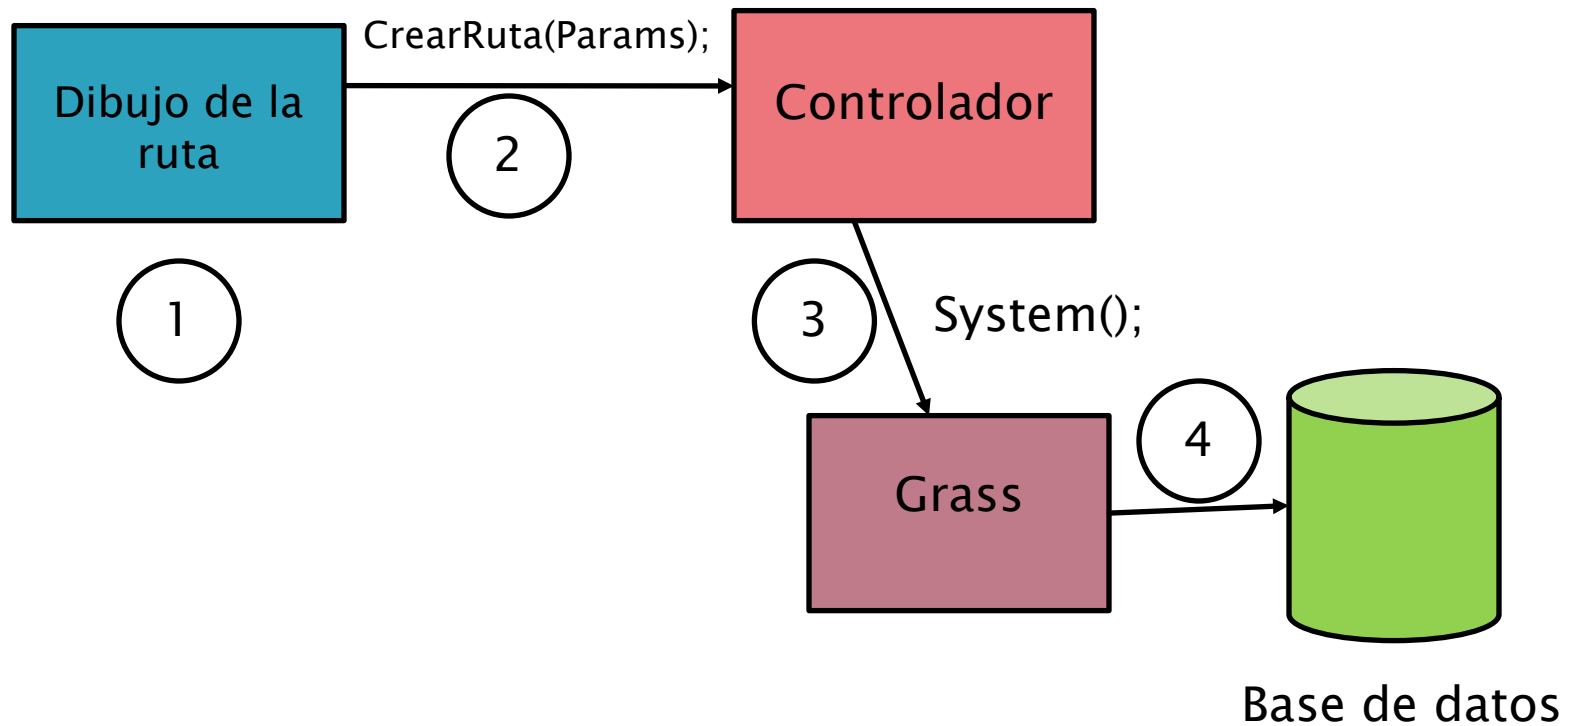 CrearRuta(Params);
Dibujo de la
ruta
Controlador
2
1
3
System();
4
Grass
Base de datos